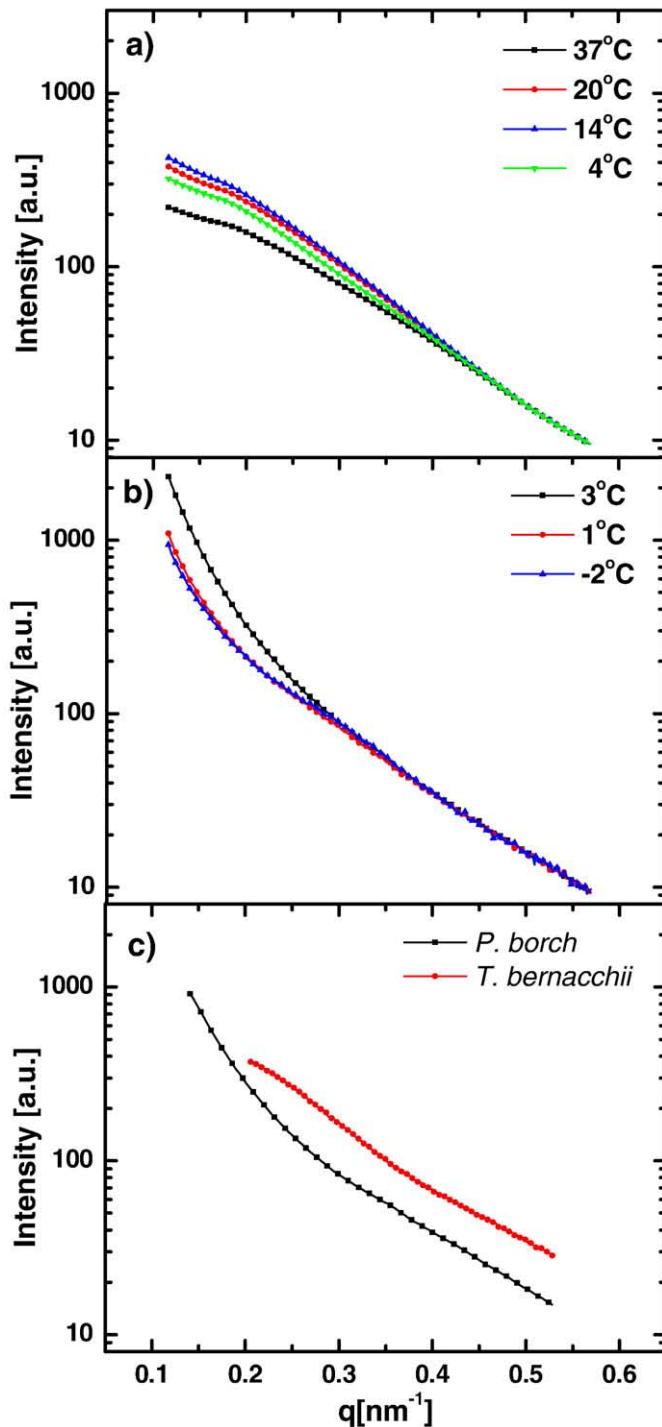 a)
37°C
20°C
14°C
4°C
1000
100
10
Intensity [a.u.]
b)
3°C
1°C
-2°C
1000
100
10
Intensity [a.u.]
c)
P. borch
T. bernacchii
1000
100
10
Intensity [a.u.]
0.1 0.2 0.3 0.4 0.5 0.6
q[nm⁻¹]